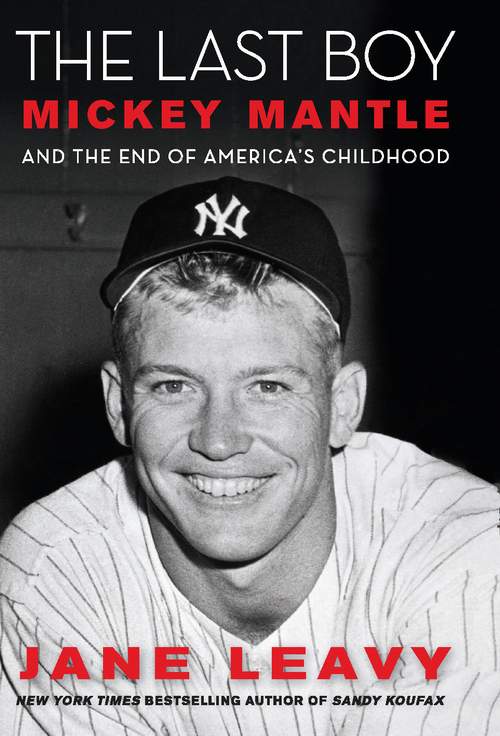 THE LAST BOY
MICKEY MANTLE
AND THE END OF AMERICA'S CHILDHOOD
NY
JANE LEAVY
NEW YORK TIMES BESTSELLING AUTHOR OF SANDY KOUFAX